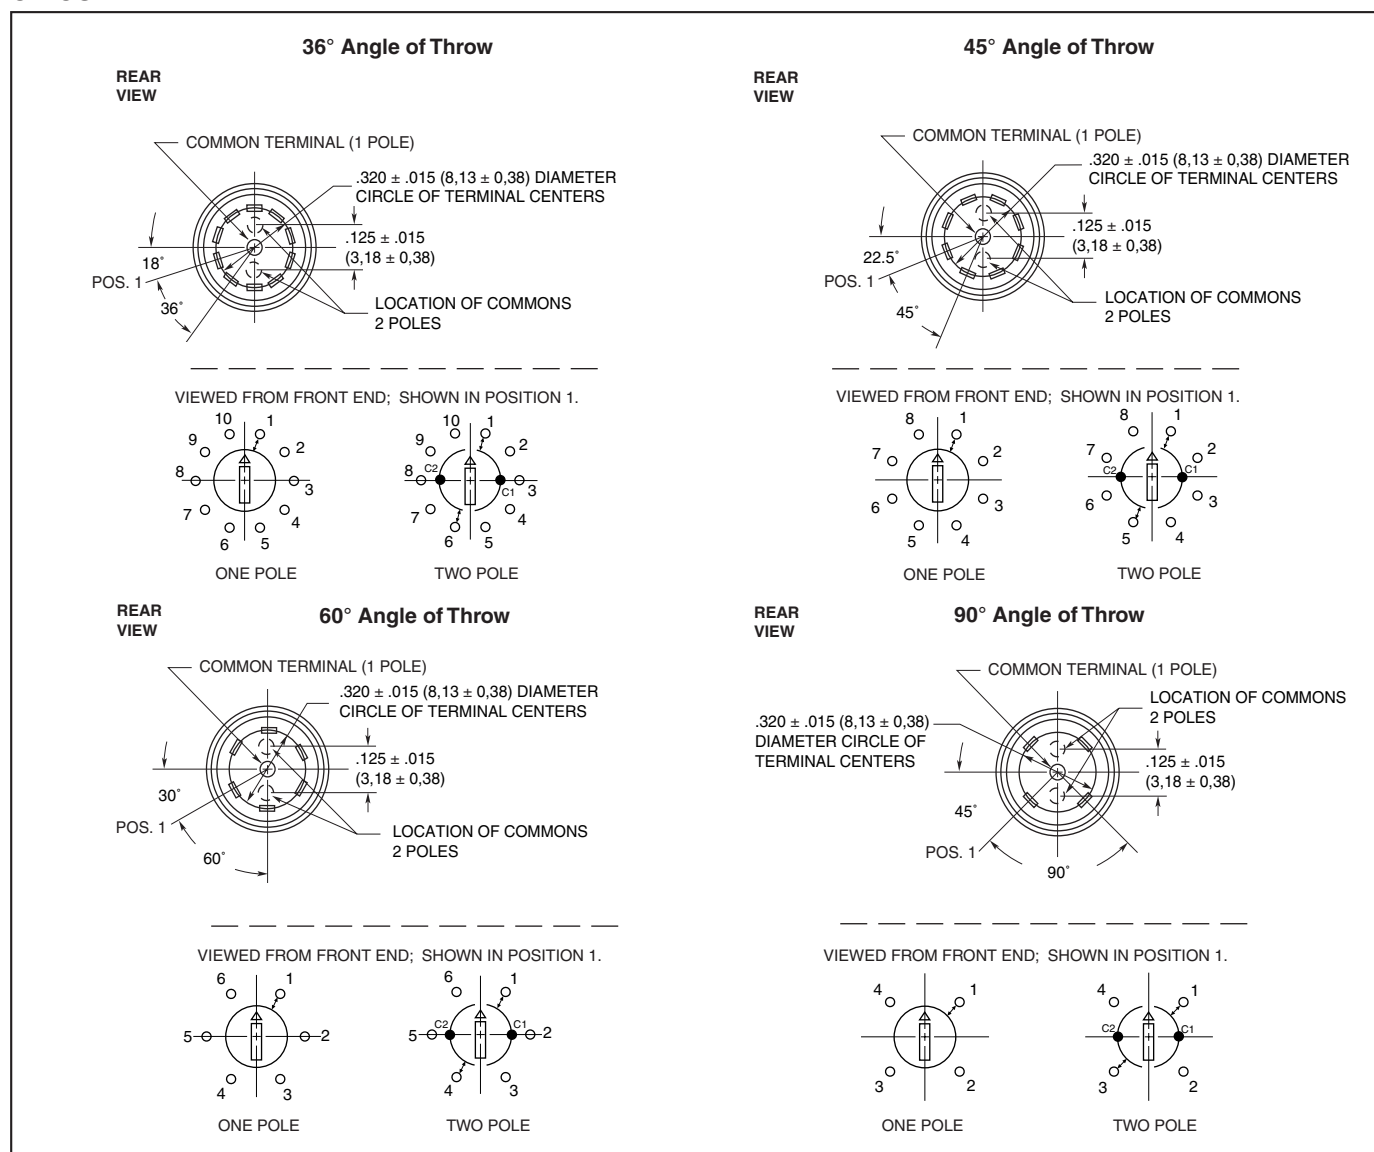 36° Angle of Throw
REAR
VIEW
COMMON TERMINAL (1 POLE)
.320 ± .015 (8,13 ± 0,38) DIAMETER
CIRCLE OF TERMINAL CENTERS
.125 ± .015
(3,18 ± 0,38)
18°
POS. 1
36°
LOCATION OF COMMONS
2 POLES
VIEWED FROM FRONT END; SHOWN IN POSITION 1.
10 1
9 2
8 3
7 4
6 5
ONE POLE
10 1
9 2
8 C2 C1 3
7 4
6 5
TWO POLE
45° Angle of Throw
REAR
VIEW
COMMON TERMINAL (1 POLE)
.320 ± .015 (8,13 ± 0,38) DIAMETER
CIRCLE OF TERMINAL CENTERS
.125 ± .015
(3,18 ± 0,38)
22.5°
POS. 1
45°
LOCATION OF COMMONS
2 POLES
VIEWED FROM FRONT END; SHOWN IN POSITION 1.
8 1
7 2
6 3
5 4
ONE POLE
8 1
7 2
C2 C1
6 3
5 4
TWO POLE
REAR
VIEW
60° Angle of Throw
COMMON TERMINAL (1 POLE)
.320 ± .015 (8,13 ± 0,38) DIAMETER
CIRCLE OF TERMINAL CENTERS
.125 ± .015
(3,18 ± 0,38)
30°
POS. 1
60°
LOCATION OF COMMONS
2 POLES
VIEWED FROM FRONT END; SHOWN IN POSITION 1.
6 1
5 2
4 3
ONE POLE
6 1
5 C2 C1 2
4 3
TWO POLE
REAR
VIEW
90° Angle of Throw
COMMON TERMINAL (1 POLE)
LOCATION OF COMMONS
2 POLES
.320 ± .015 (8,13 ± 0,38)
DIAMETER CIRCLE OF
TERMINAL CENTERS
.125 ± .015
(3,18 ± 0,38)
45°
POS. 1
90°
VIEWED FROM FRONT END; SHOWN IN POSITION 1.
4 1
3 2
ONE POLE
4 1
C2 C1
3 2
TWO POLE